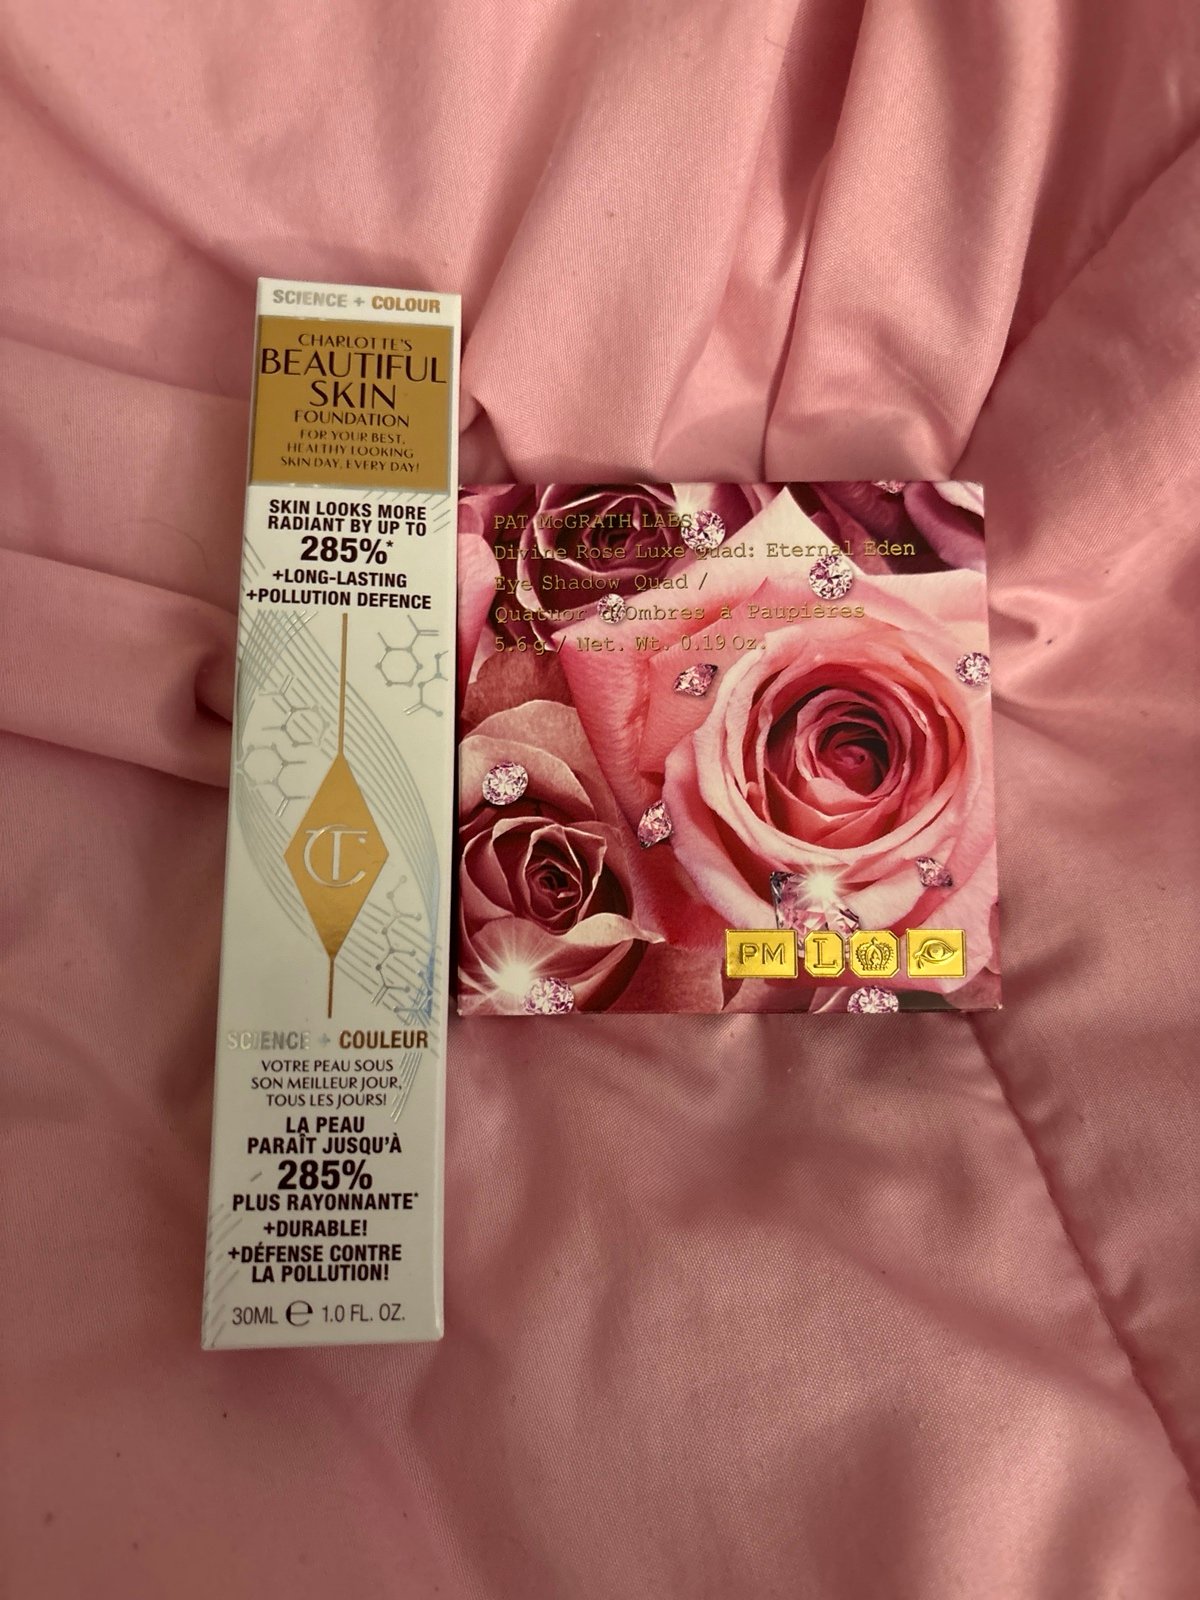 SCIENCE + COLOUR
CHARLOTTE'S
BEAUTIFUL
SKIN
FOUNDATION
FOR YOUR BEST,
HEALTHY LOOKING
SKIN DAY, EVERY DAY!
SKIN LOOKS MORE
RADIANT BY UP TO
285%*
+LONG-LASTING
+POLLUTION DEFENCE
CT
SCIENCE + COULEUR
VOTRE PEAU SOUS
SON MEILLEUR JOUR,
TOUS LES JOURS!
LA PEAU
PARAÎT JUSQU'À
285%
PLUS RAYONNANTE*
+DURABLE!
+DÉFENSE CONTRE
LA POLLUTION!
30ML e 1.0 FL. OZ.
PAT McGRATH LABS
Divine Rose Luxe Quad: Eternal Eden
Eye Shadow Quad /
Quatuor d'Ombres à Paupières
5.6 g / Net. Wt. 0.19 Oz.
PM L